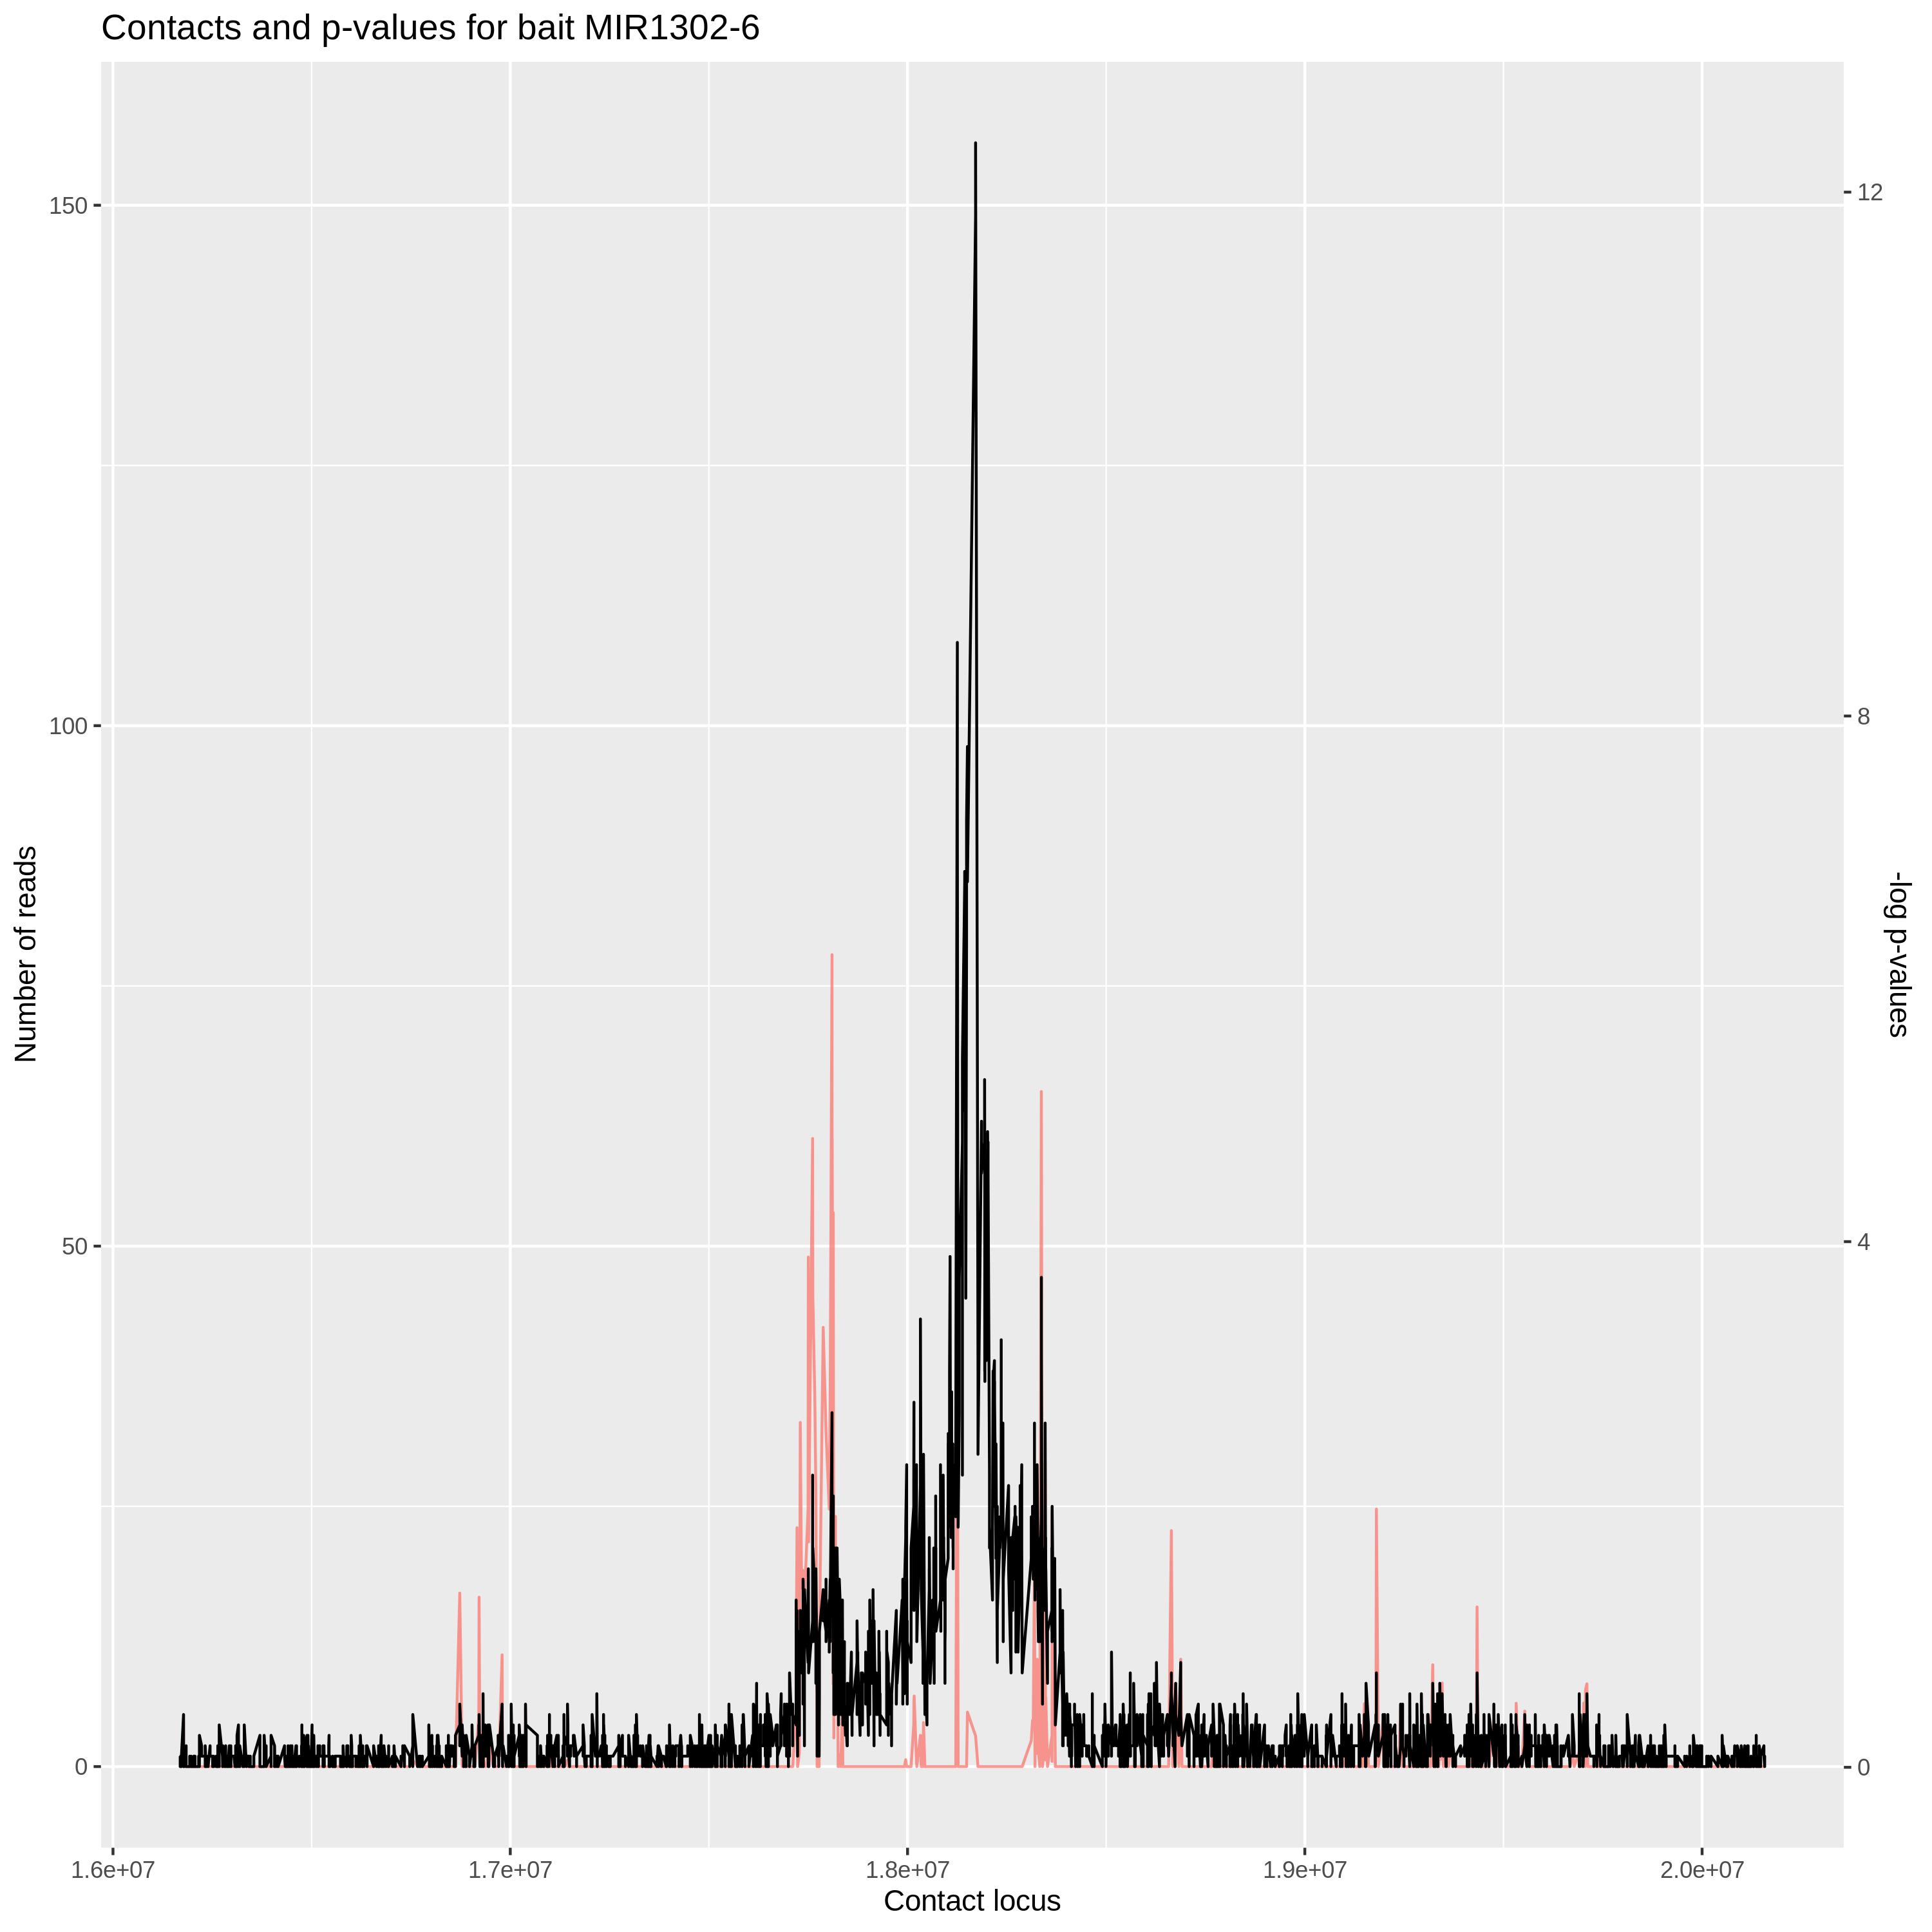 Contacts and p-values for bait MIR1302-6
150
100
50
0
Number of reads
12
8
4
0
-log p-values
1.6e+07
1.7e+07
1.8e+07
1.9e+07
2.0e+07
Contact locus